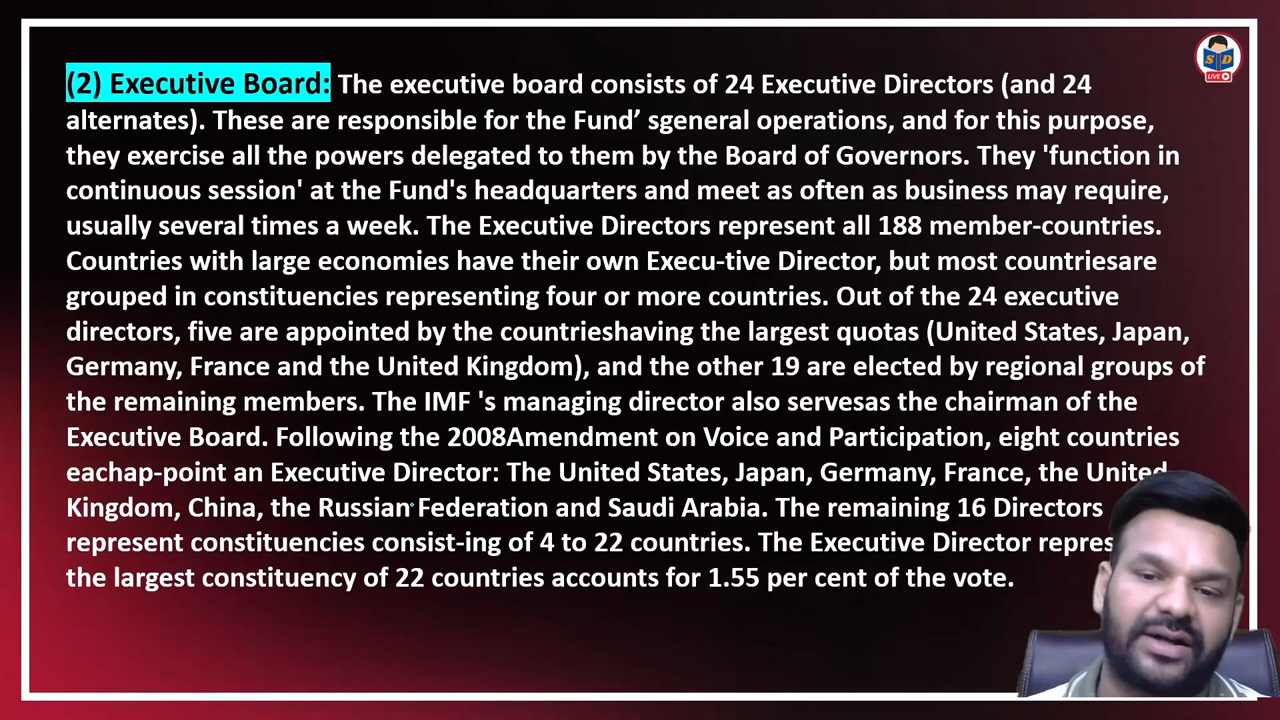 (2) Executive Board: The executive board consists of 24 Executive Directors (and 24
alternates). These are responsible for the Fund’ sgeneral operations, and for this purpose,
they exercise all the powers delegated to them by the Board of Governors. They 'function in
continuous session' at the Fund's headquarters and meet as often as business may require,
usually several times a week. The Executive Directors represent all 188 member-countries.
Countries with large economies have their own Execu-tive Director, but most countriesare
grouped in constituencies representing four or more countries. Out of the 24 executive
directors, five are appointed by the countrieshaving the largest quotas (United States, Japan,
Germany, France and the United Kingdom), and the other 19 are elected by regional groups of
the remaining members. The IMF 's managing director also servesas the chairman of the
Executive Board. Following the 2008Amendment on Voice and Participation, eight countries
eachap-point an Executive Director: The United States, Japan, Germany, France, the United
Kingdom, China, the Russian Federation and Saudi Arabia. The remaining 16 Directors
represent constituencies consist-ing of 4 to 22 countries. The Executive Director repres
the largest constituency of 22 countries accounts for 1.55 per cent of the vote.
S D
LIVE